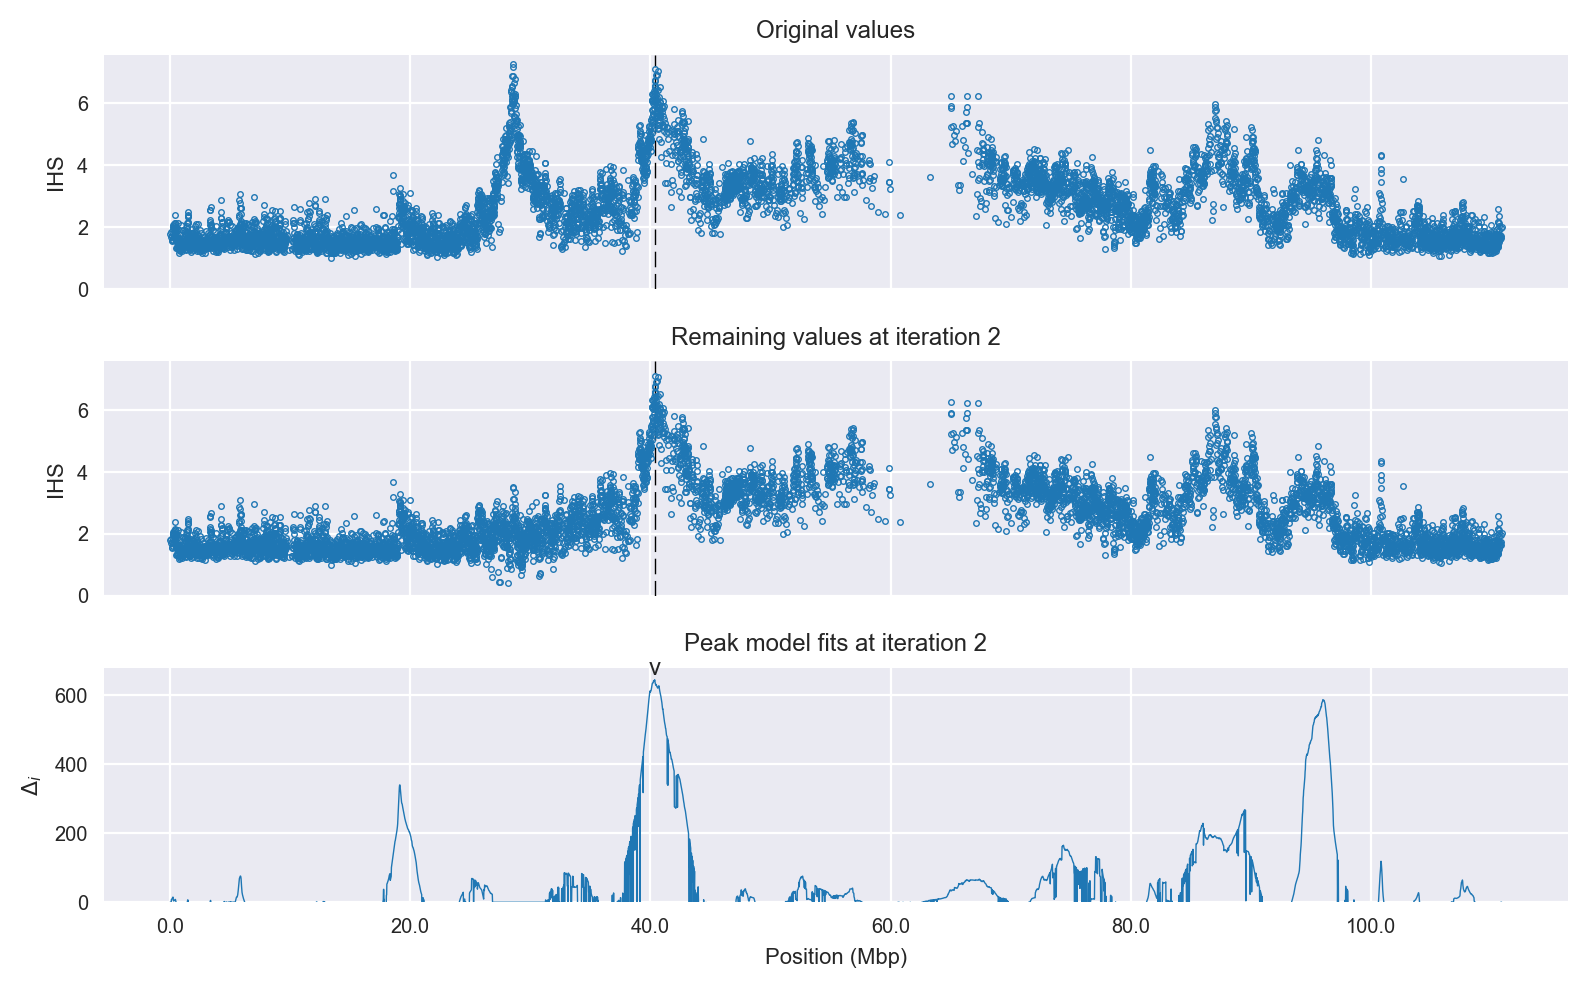 Original values
6
4
2
0
IHS
Remaining values at iteration 2
6
4
2
0
IHS
Peak model fits at iteration 2
v
600
400
200
0
Δi
0.0 20.0 40.0 60.0 80.0 100.0
Position (Mbp)